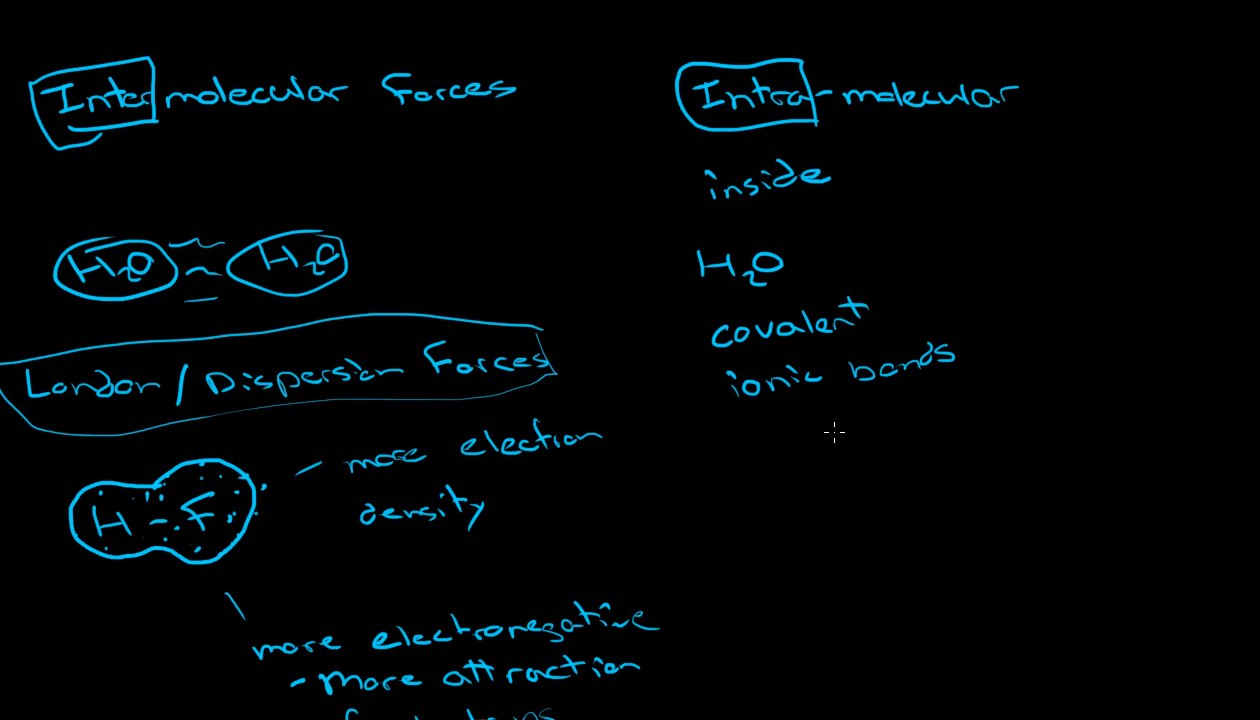 Intermolecular Forces
H₂O H₂O
London / Dispersion Forces
H - F
- more electron
density
more electronegative
- more attraction
Intra-molecular
inside
H₂O
covalent
ionic bonds